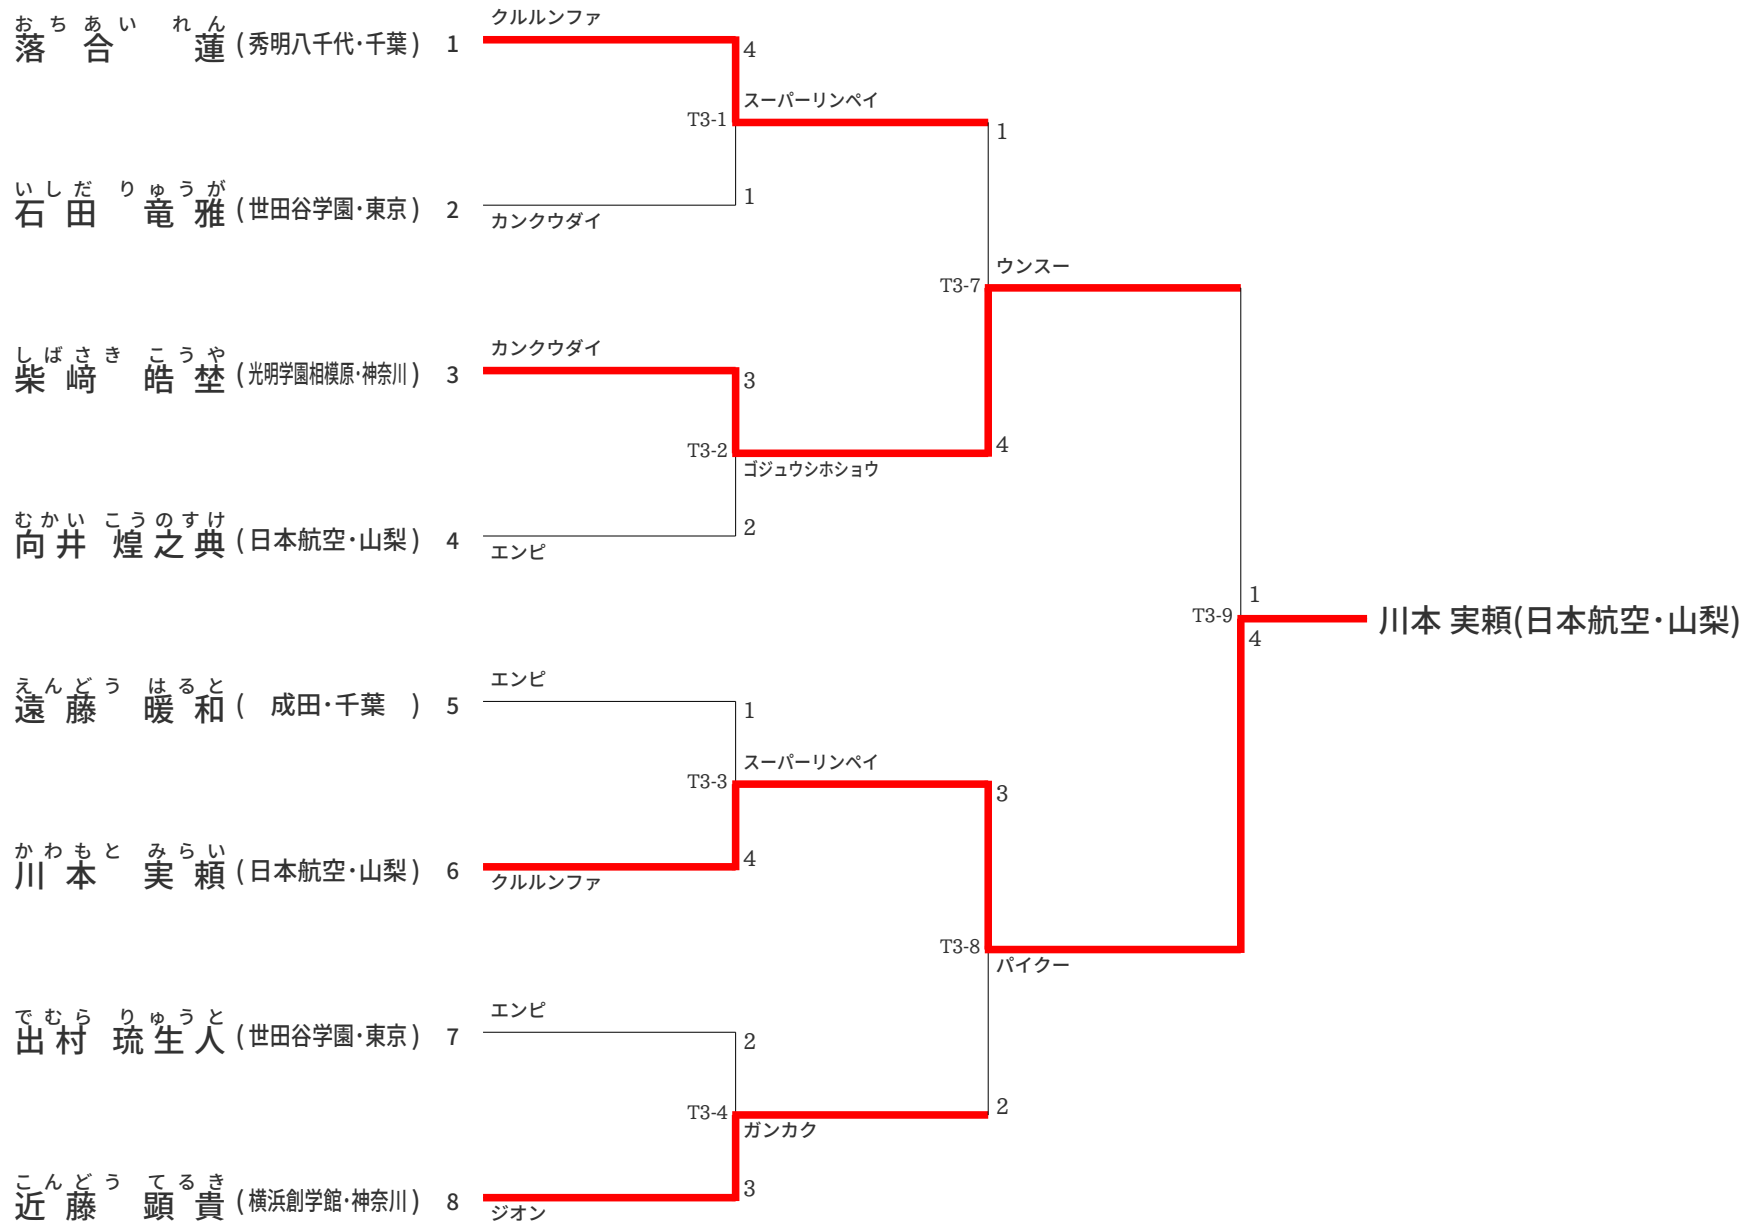 おちあい れん
落合 蓮 (秀明八千代・千葉) 1
クルルンファ
4
T3-1
スーパーリンペイ
1
いしだ りゅうが
石田 竜雅 (世田谷学園・東京) 2
1
カンクウダイ
T3-7
ウンスー
しばさき こうや
柴﨑 皓埜 (光明学園相模原・神奈川) 3
カンクウダイ
3
T3-2
ゴジュウシホショウ
4
むかい こうのすけ
向井 煌之典 (日本航空・山梨) 4
2
エンピ
T3-9
1
4
川本 実頼(日本航空・山梨)
えんどう はると
遠藤 暖和 (成田・千葉) 5
エンピ
1
T3-3
スーパーリンペイ
3
かわもと みらい
川本 実頼 (日本航空・山梨) 6
4
クルルンファ
T3-8
パイクー
でむら りゅうと
出村 琉生人 (世田谷学園・東京) 7
エンピ
2
T3-4
ガンカク
2
こんどう てるき
近藤 顕貴 (横浜創学館・神奈川) 8
3
ジオン